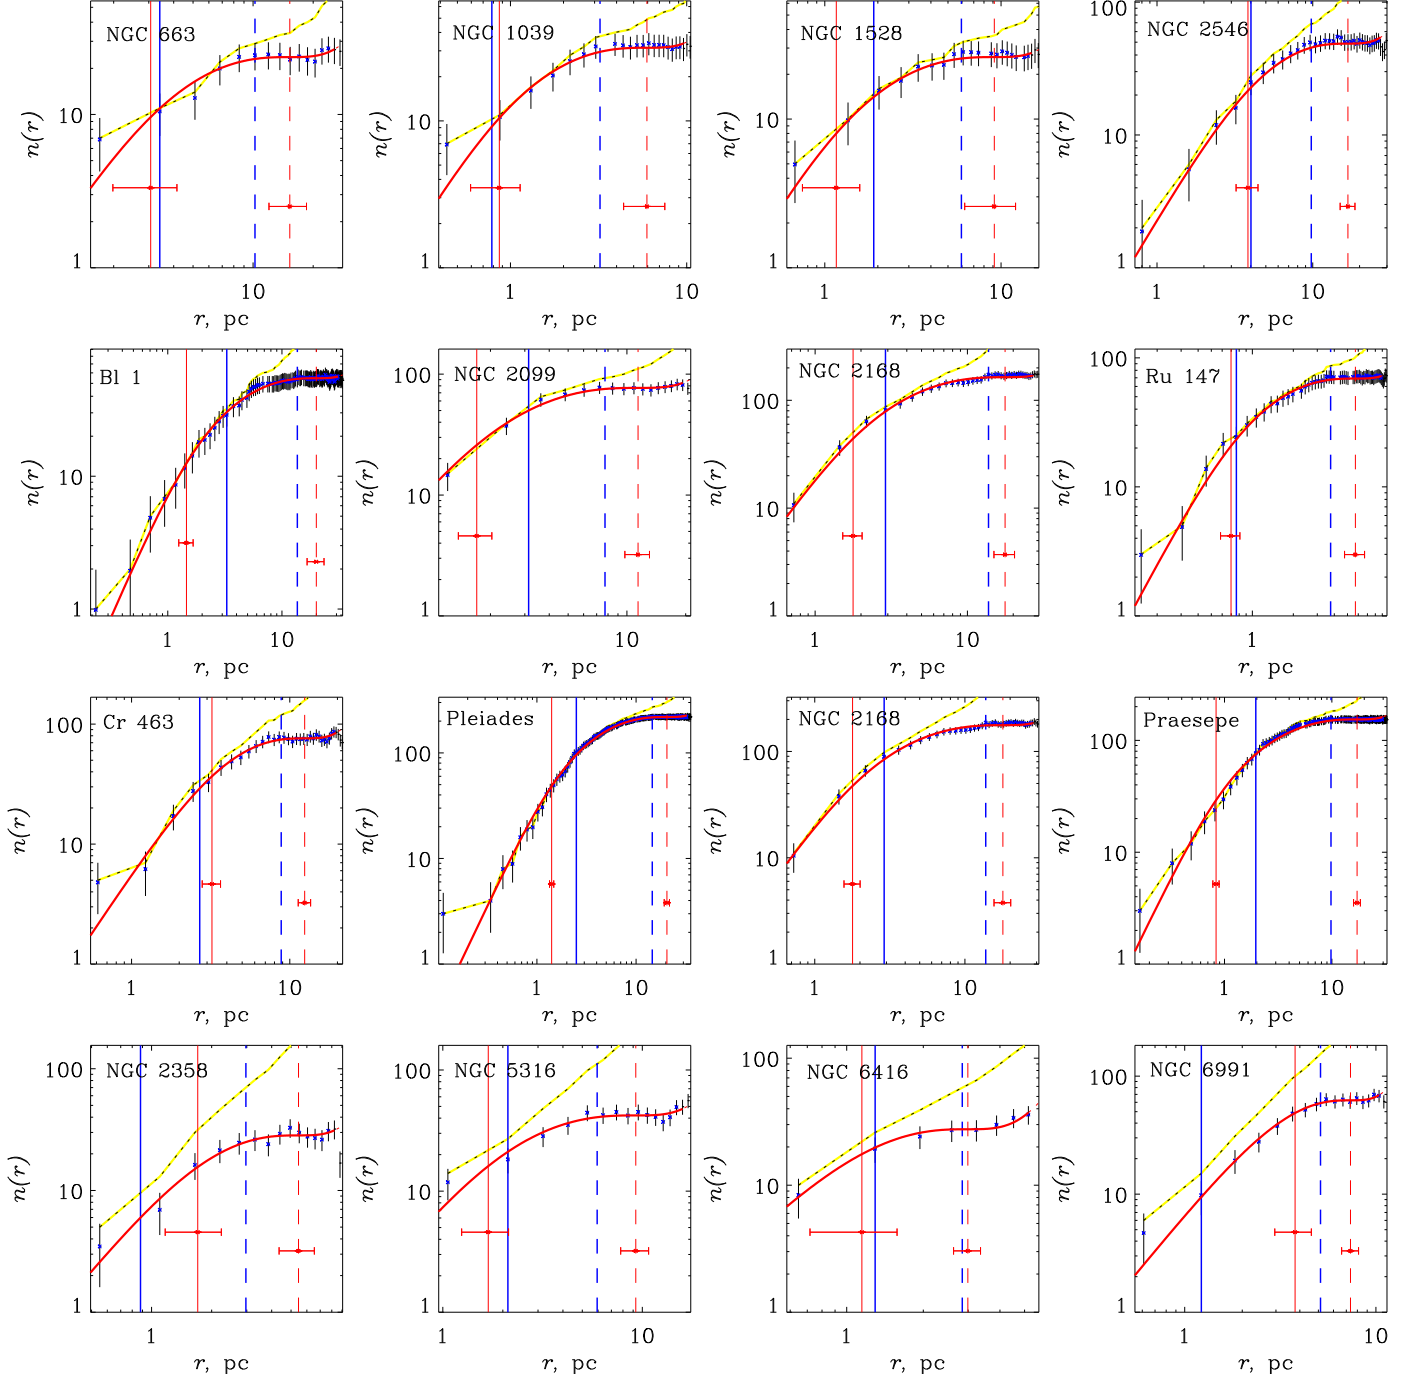 NGC 663
n(r)
10
1
10
r, pc
NGC 1039
n(r)
10
1
1
10
r, pc
NGC 1528
n(r)
10
1
1
10
r, pc
NGC 2546
n(r)
100
10
1
1
10
r, pc
Bl 1
n(r)
10
1
1
10
r, pc
NGC 2099
n(r)
100
10
1
10
r, pc
NGC 2168
n(r)
100
10
1
1
10
r, pc
Ru 147
n(r)
100
10
1
1
r, pc
Cr 463
n(r)
100
10
1
1
10
r, pc
Pleiades
n(r)
100
10
1
1
10
r, pc
NGC 2168
n(r)
100
10
1
1
10
r, pc
Praesepe
n(r)
100
10
1
1
10
r, pc
NGC 2358
n(r)
100
10
1
1
r, pc
NGC 5316
n(r)
100
10
1
1
10
r, pc
NGC 6416
n(r)
100
10
1
1
r, pc
NGC 6991
n(r)
100
10
1
1
10
r, pc